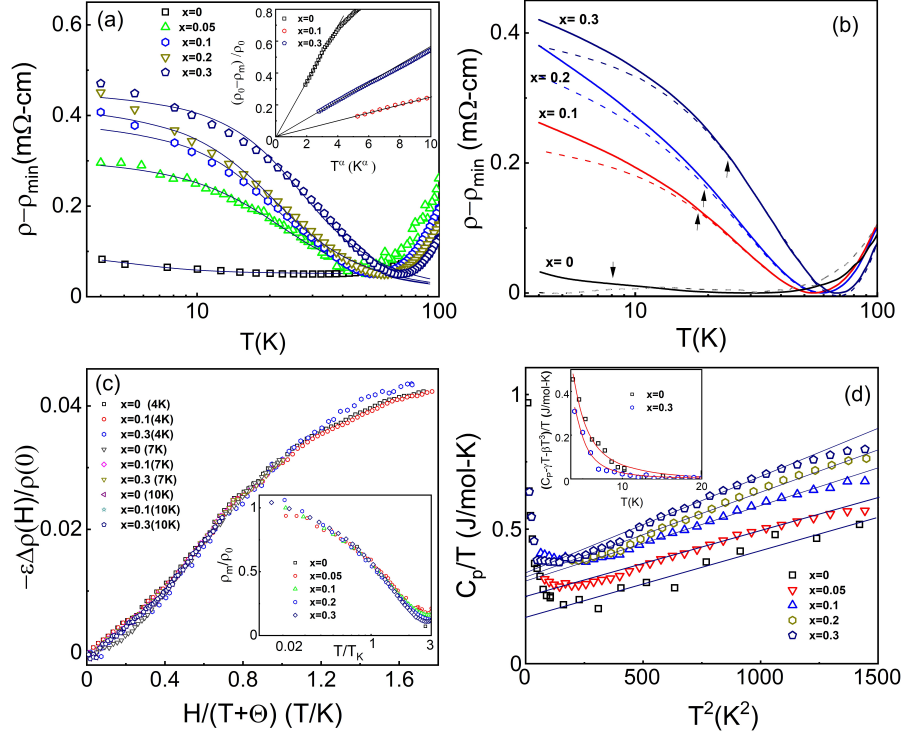 (a)
x=0
x=0.05
x=0.1
x=0.2
x=0.3
0.6
0.4
0.2
0
10
100
T(K)
ρ−ρmin(mΩ-cm)
x=0
x=0.1
x=0.3
0.8
0.6
0.4
0.2
0
0
2
4
6
8
10
T^α (K^α)
(ρ0−ρm)/ρ0
(b)
x= 0.3
x= 0.2
x= 0.1
x= 0
0.4
0.2
0
10
100
T(K)
ρ−ρmin(mΩ-cm)
(c)
x=0 (4K)
x=0.1(4K)
x=0.3(4K)
x=0 (7K)
x=0.1(7K)
x=0.3 (7K)
x=0 (10K)
x=0.1(10K)
x=0.3(10K)
0.04
0.02
0
0
0.4
0.8
1.2
1.6
H/(T+Θ) (T/K)
−εΔρ(H)/ρ(0)
x=0
x=0.05
x=0.1
x=0.2
x=0.3
1
0.5
0
0.02
1
3
T/TK
ρm/ρ0
(d)
x=0
x=0.05
x=0.1
x=0.2
x=0.3
1
0.5
0
0
500
1000
1500
T²(K²)
Cp/T (J/mol-K)
x=0
x=0.3
0.4
0.2
0
10
20
T(K)
(CP-γT-βT³)/T (J/mol-K)